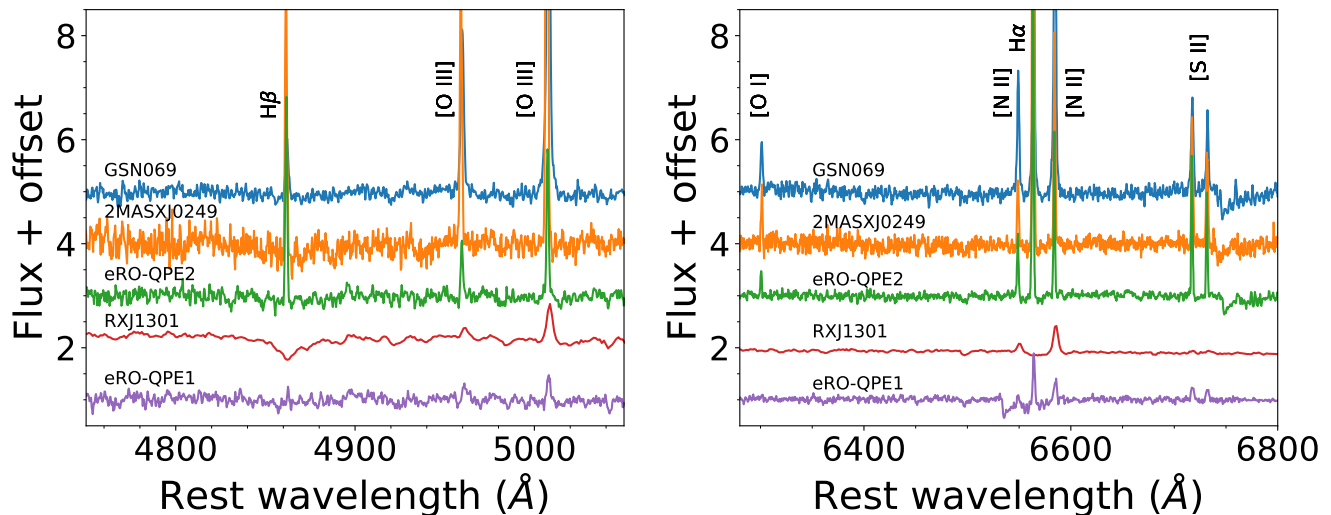 8
6
4
2
Flux + offset
Hβ
[O III]
[O III]
GSN069
2MASXJ0249
eRO-QPE2
RXJ1301
eRO-QPE1
4800 4900 5000
Rest wavelength (Å)
8
6
4
2
Flux + offset
[O I]
[N II]
Hα
[N II]
[S II]
GSN069
2MASXJ0249
eRO-QPE2
RXJ1301
eRO-QPE1
6400 6600 6800
Rest wavelength (Å)